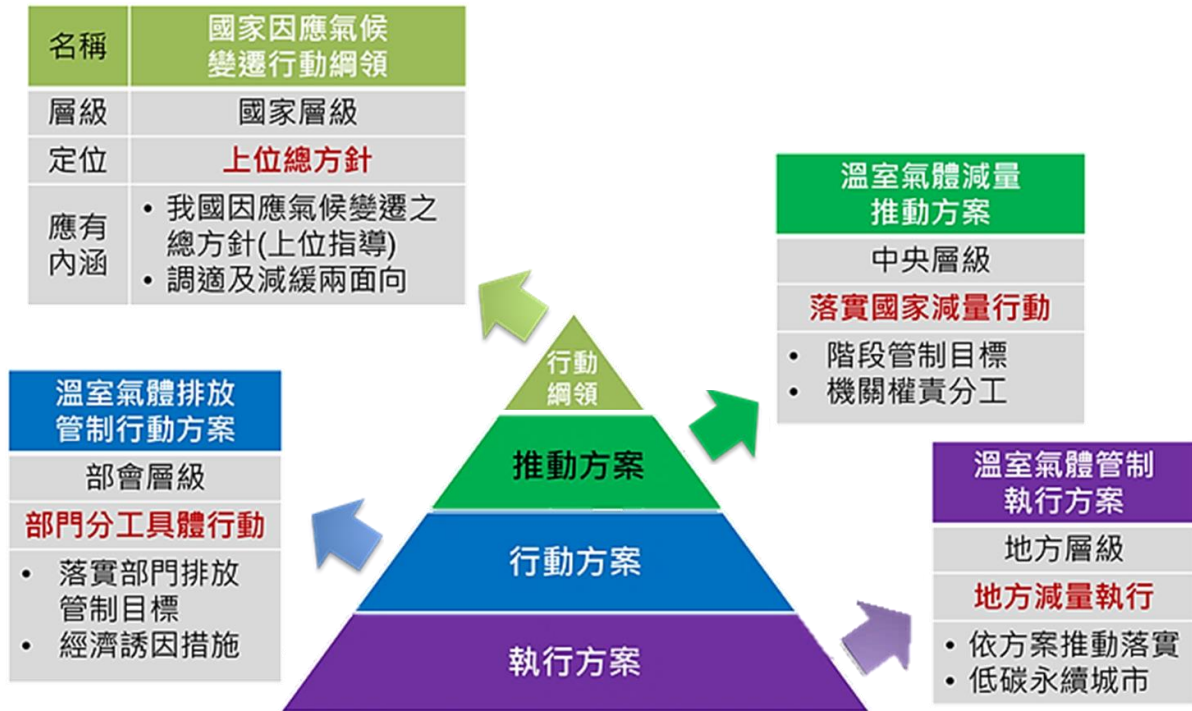 名稱
國家因應氣候
變遷行動綱領
層級
國家層級
定位
上位總方針
應有
內涵
• 我國因應氣候變遷之
總方針(上位指導)
• 調適及減緩兩面向
溫室氣體減量
推動方案
中央層級
落實國家減量行動
• 階段管制目標
• 機關權責分工
溫室氣體排放
管制行動方案
部會層級
部門分工具體行動
• 落實部門排放
管制目標
• 經濟誘因措施
溫室氣體管制
執行方案
地方層級
地方減量執行
• 依方案推動落實
• 低碳永續城市
行動
綱領
推動方案
行動方案
執行方案